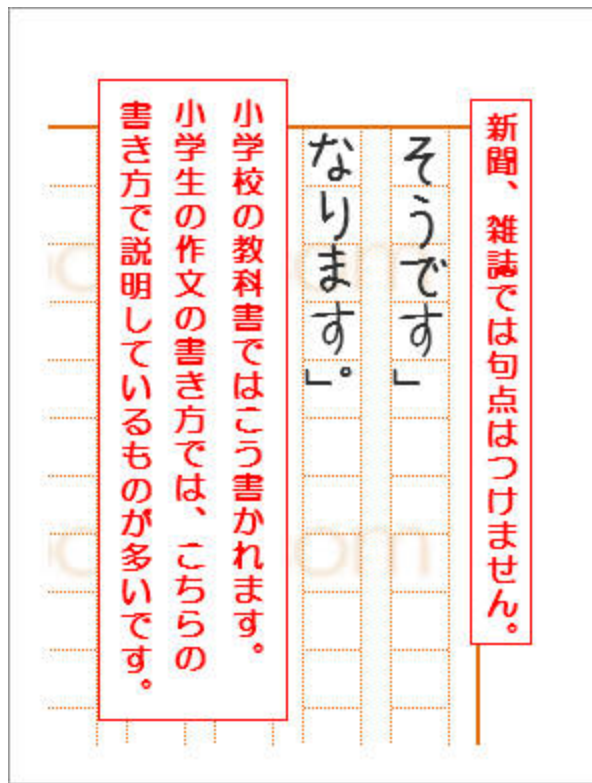 新聞、雑誌では句点はつけません。
そうです」
なります。」
小学校の教科書ではこう書かれます。
小学生の作文の書き方では、こちらの
書き方で説明しているものが多いです。